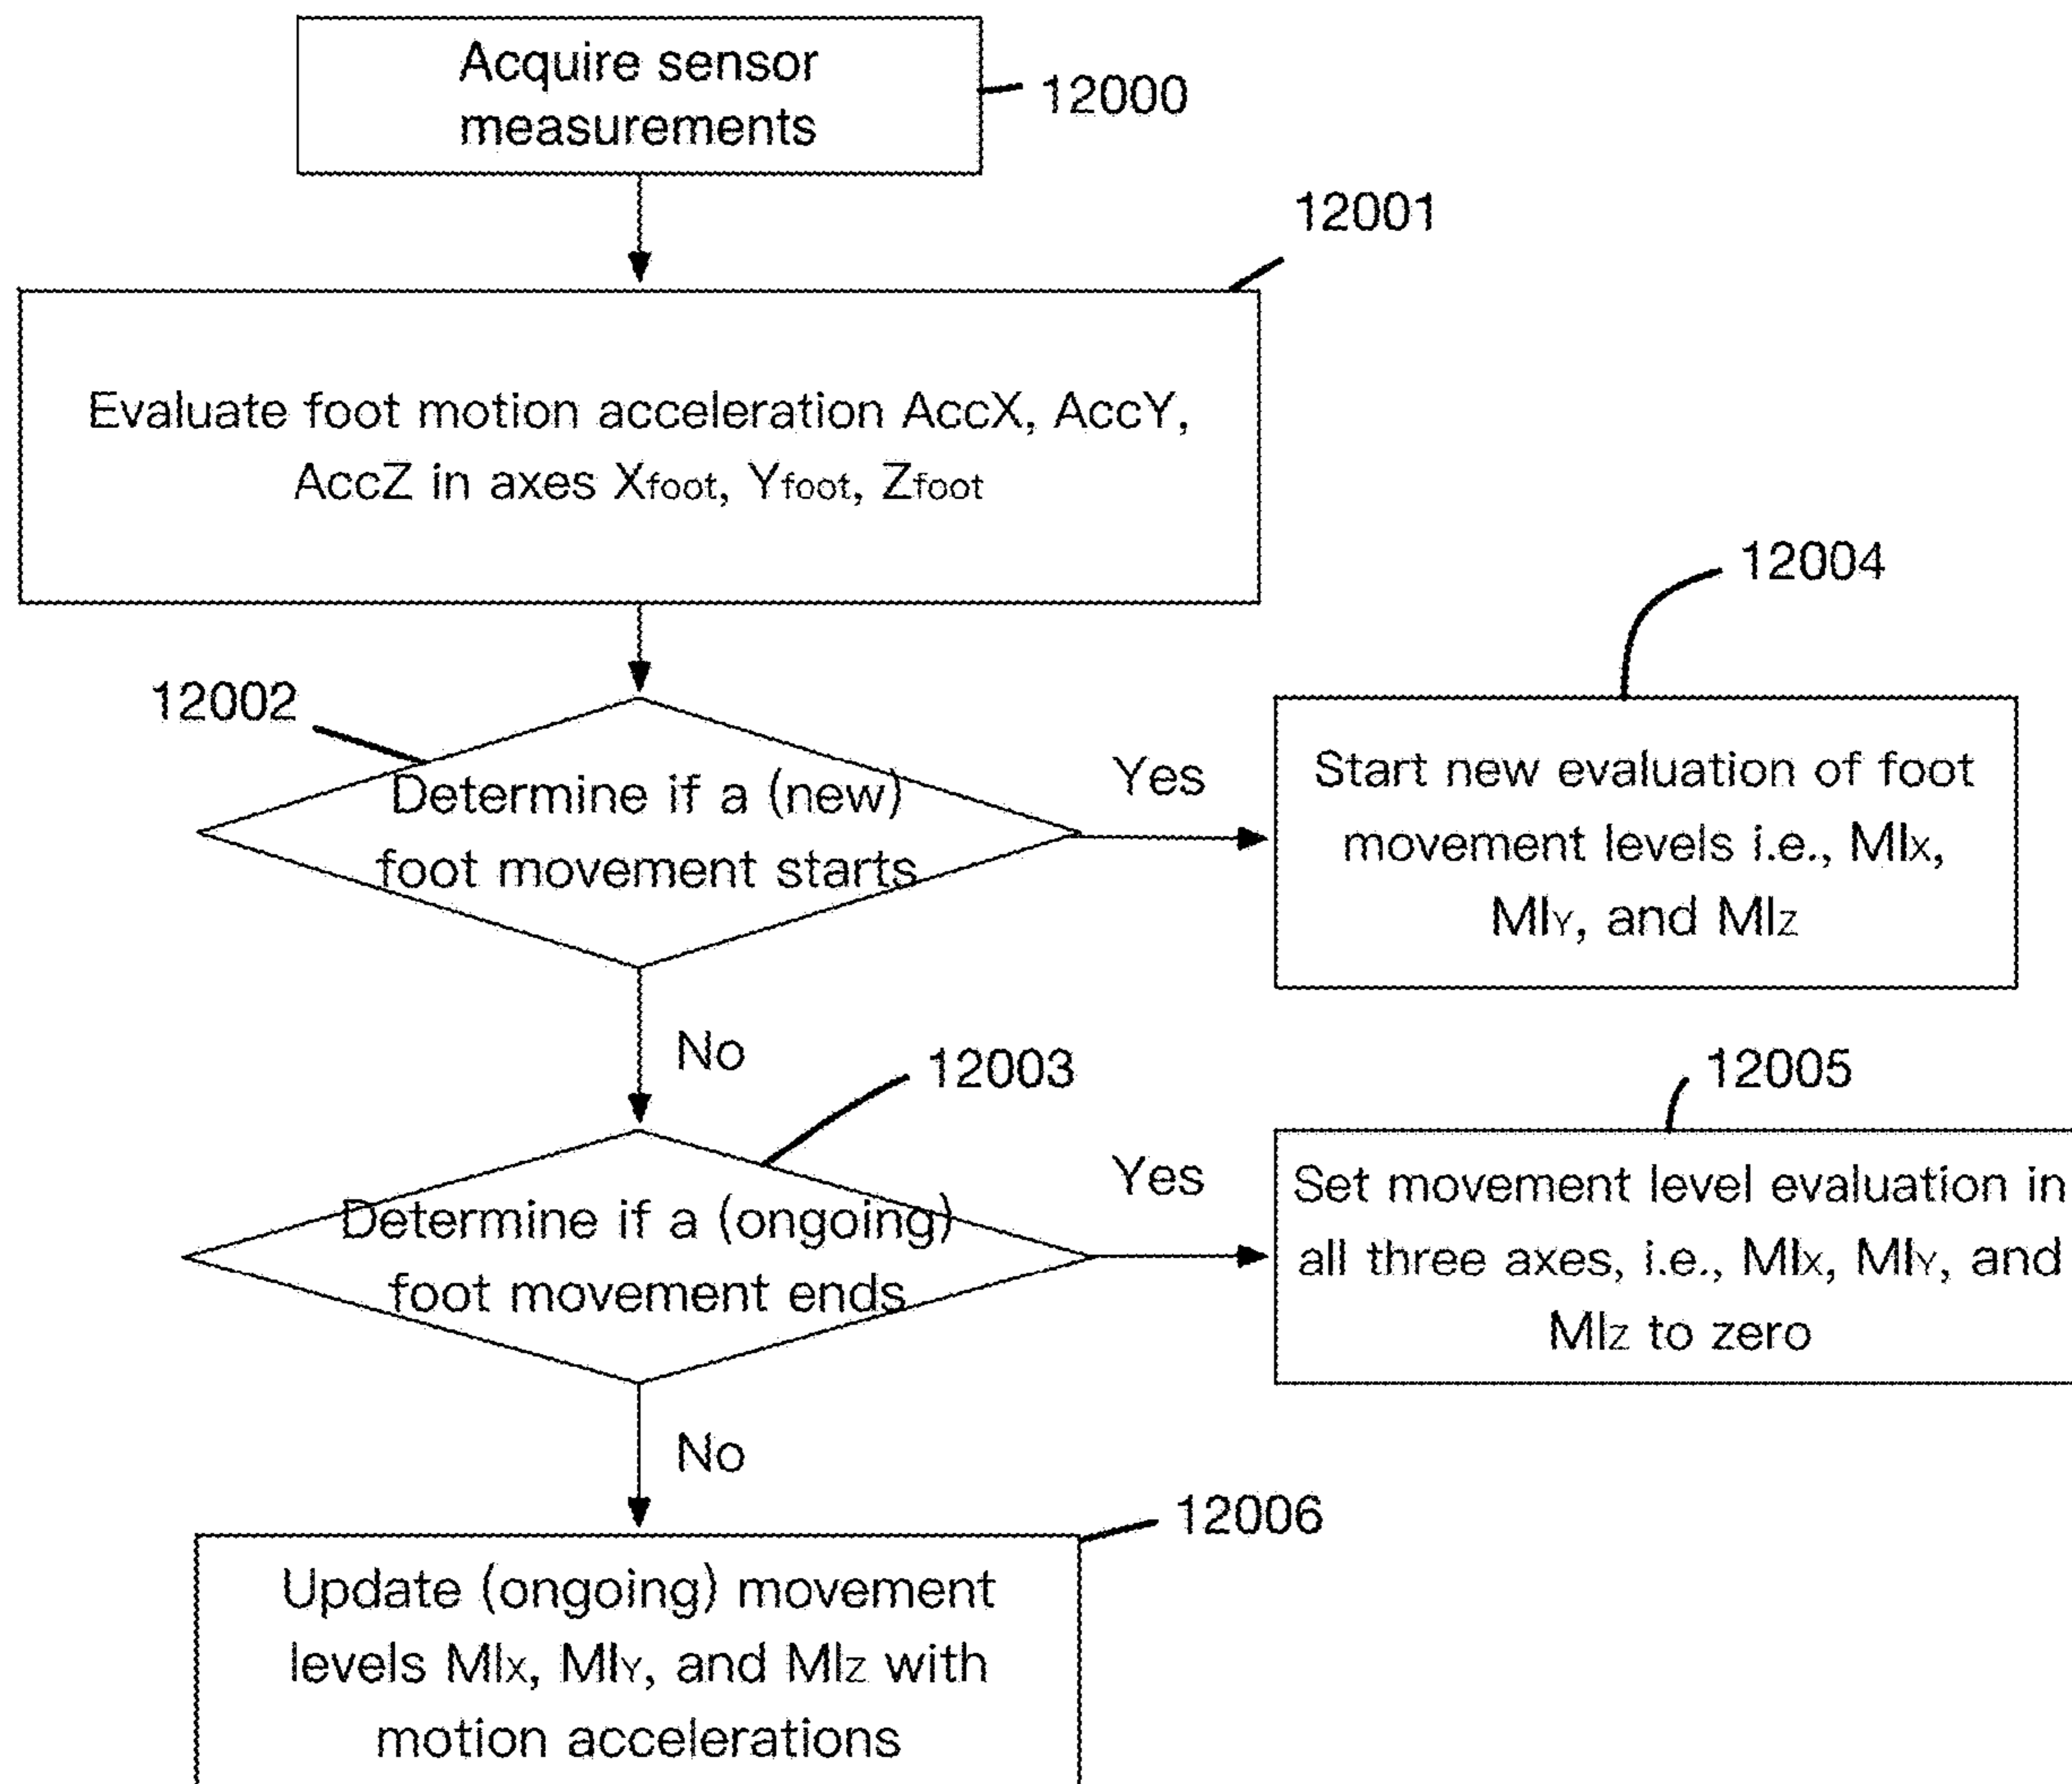 Acquire sensor
measurements
12000
12001
Evaluate foot motion acceleration AccX, AccY,
AccZ in axes Xfoot, Yfoot, Zfoot
12004
12002
Determine if a (new)
foot movement starts
Yes
Start new evaluation of foot
movement levels i.e., MlX,
MlY, and MlZ
No
12003
12005
Determine if a (ongoing)
foot movement ends
Yes
Set movement level evaluation in
all three axes, i.e., MlX, MlY, and
MlZ to zero
No
12006
Update (ongoing) movement
levels MlX, MlY, and MlZ with
motion accelerations